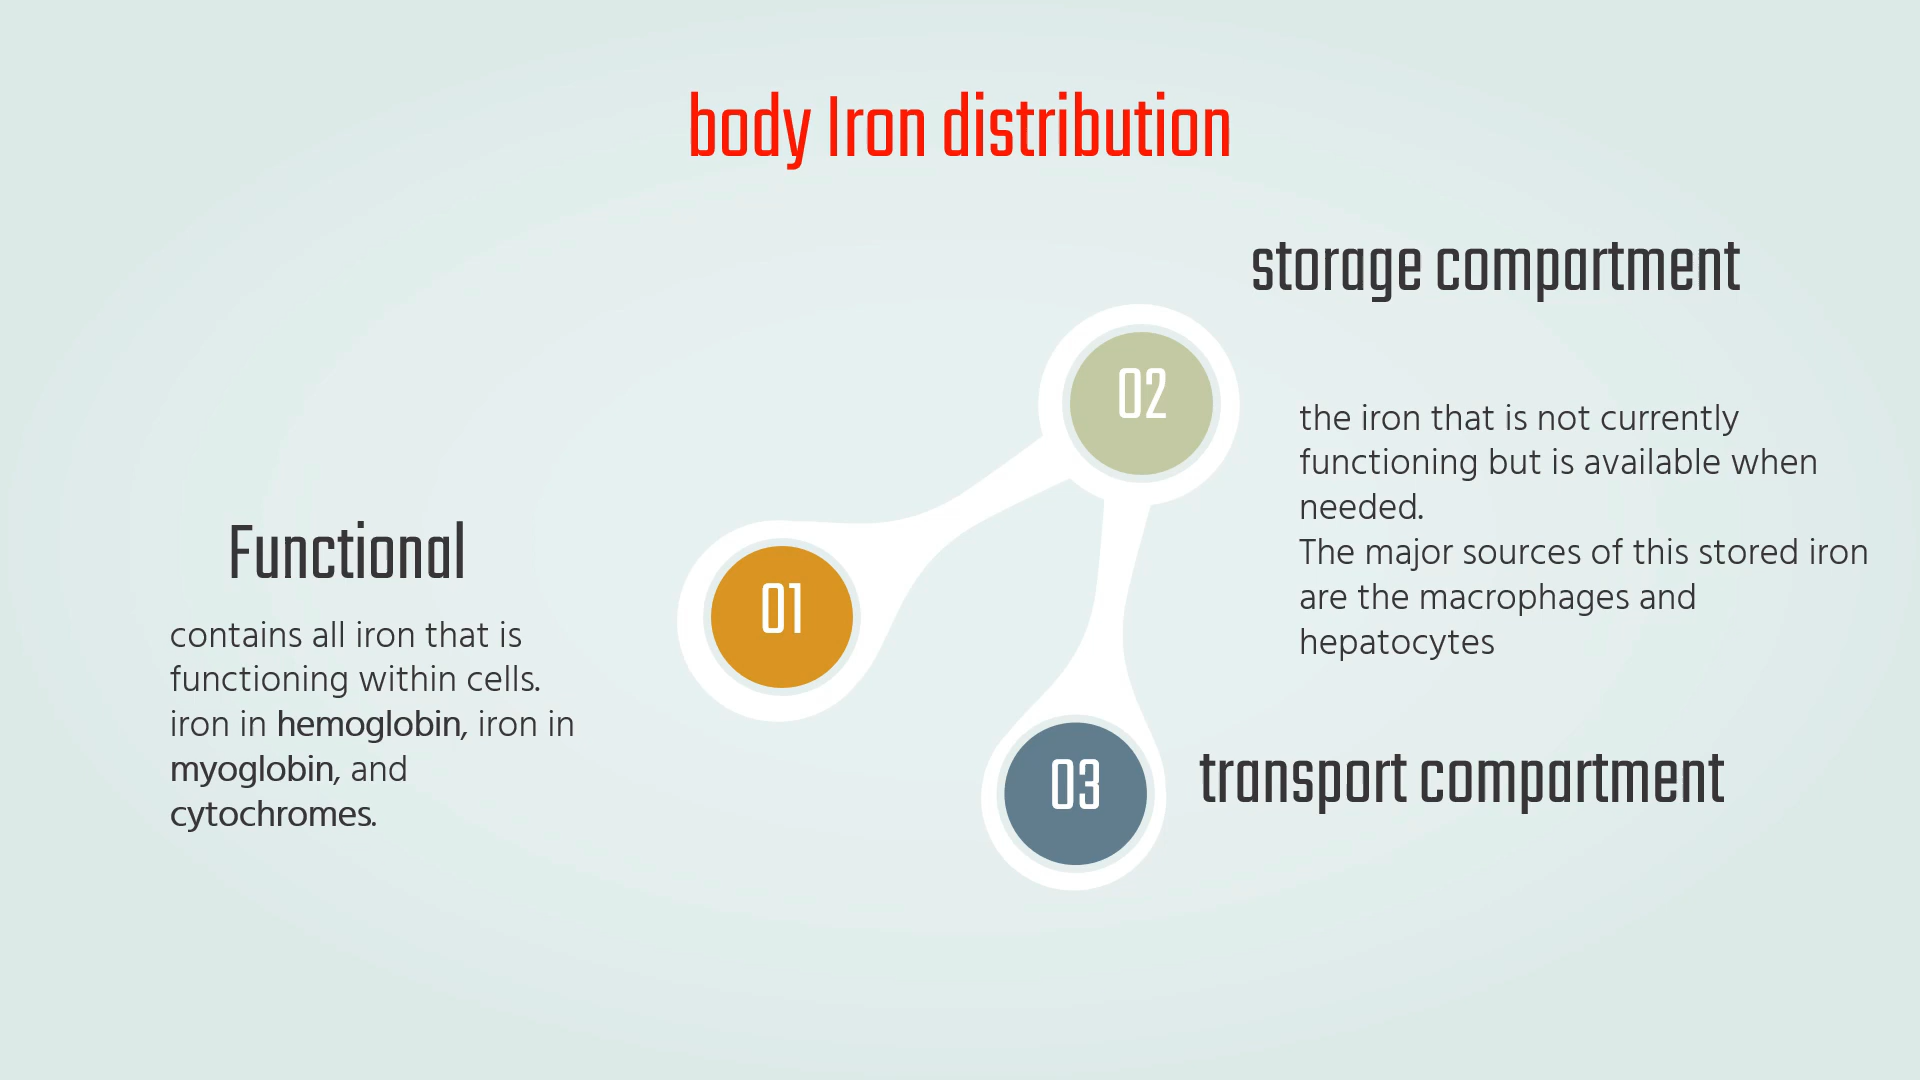 body Iron distribution
storage compartment
02
the iron that is not currently
functioning but is available when
needed.
The major sources of this stored iron
are the macrophages and
hepatocytes
Functional
01
contains all iron that is
functioning within cells.
iron in hemoglobin, iron in
myoglobin, and
cytochromes.
03
transport compartment